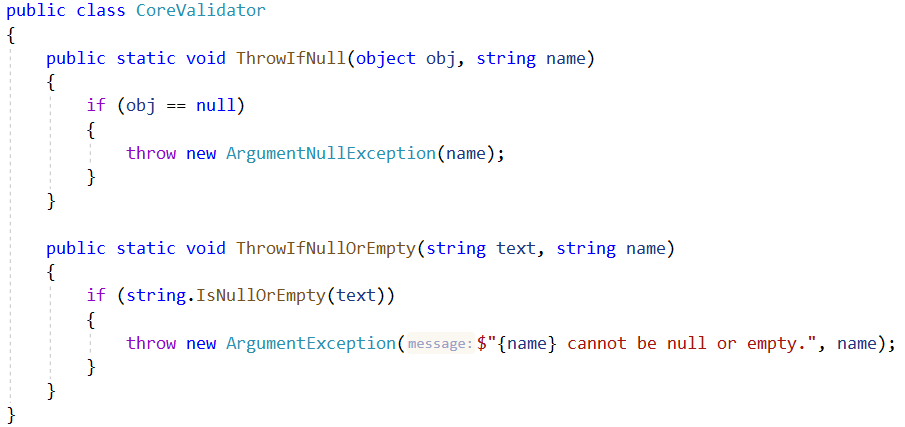 public class CoreValidator
{
    public static void ThrowIfNull(object obj, string name)
    {
        if (obj == null)
        {
            throw new ArgumentNullException(name);
        }
    }

    public static void ThrowIfNullOrEmpty(string text, string name)
    {
        if (string.IsNullOrEmpty(text))
        {
            throw new ArgumentException(message: $"{name} cannot be null or empty.", name);
        }
    }
}